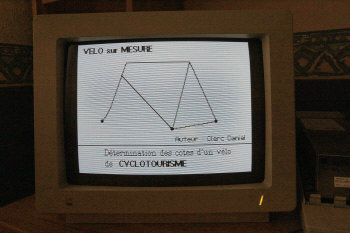 VELO sur MESURE
Auteur : Clerc Daniel
Détermination des cotes d'un vélo
de CYCLOTOURISME